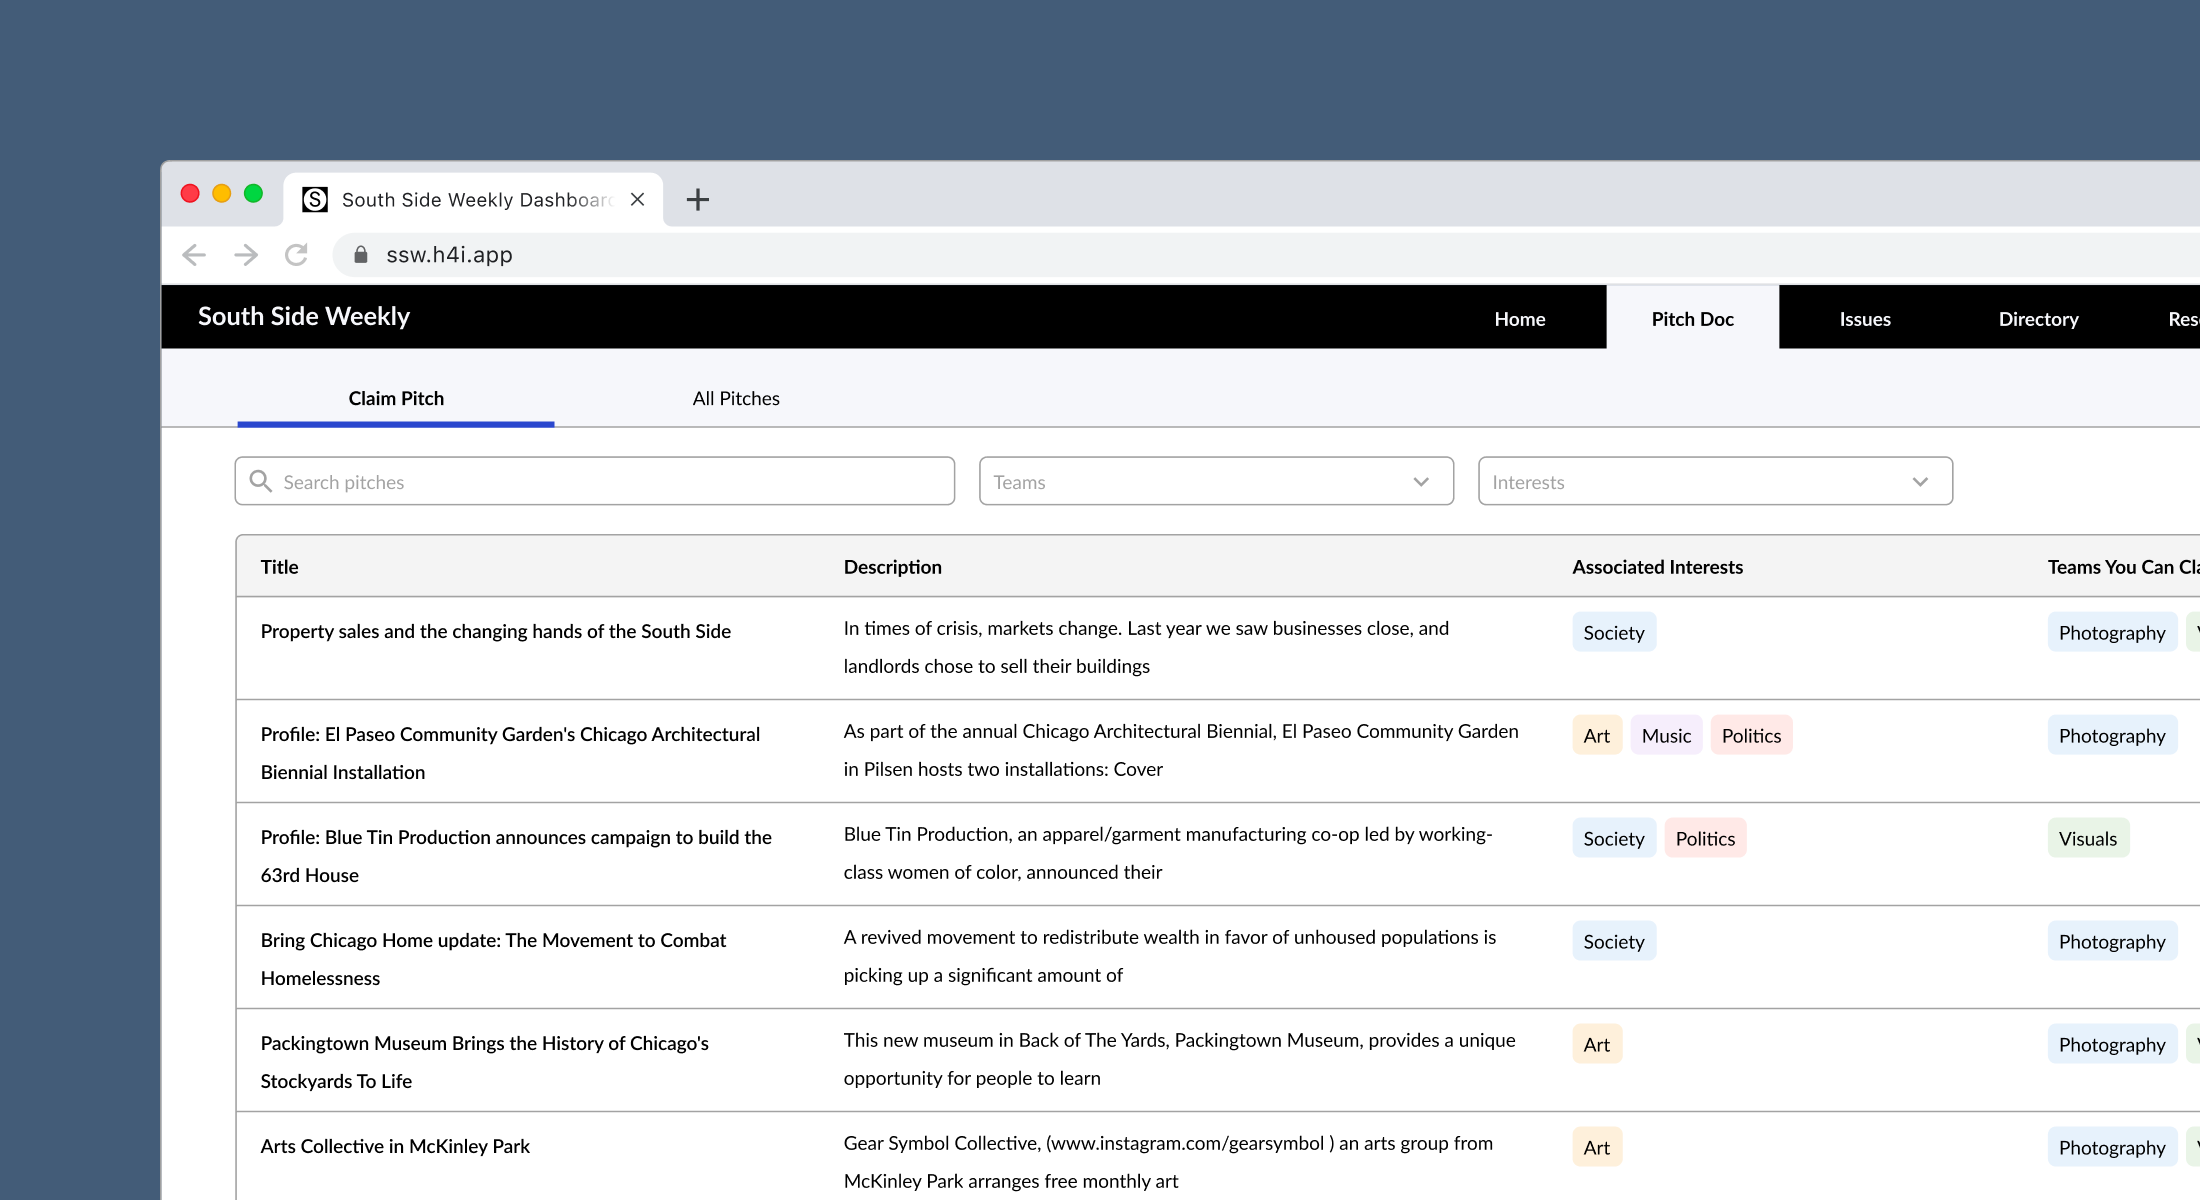 South Side Weekly Dashboard
ssw.h4i.app
South Side Weekly
Home
Pitch Doc
Issues
Directory
Claim Pitch
All Pitches
Search pitches
Teams
Interests
Title
Description
Associated Interests
Teams You Can
Property sales and the changing hands of the South Side
In times of crisis, markets change. Last year we saw businesses close, and
landlords chose to sell their buildings
Society
Photography
Profile: El Paseo Community Garden's Chicago Architectural
Biennial Installation
As part of the annual Chicago Architectural Biennial, El Paseo Community Garden
in Pilsen hosts two installations: Cover
Art
Music
Politics
Photography
Profile: Blue Tin Production announces campaign to build the
63rd House
Blue Tin Production, an apparel/garment manufacturing co-op led by working-
class women of color, announced their
Society
Politics
Visuals
Bring Chicago Home update: The Movement to Combat
Homelessness
A revived movement to redistribute wealth in favor of unhoused populations is
picking up a significant amount of
Society
Photography
Packingtown Museum Brings the History of Chicago's
Stockyards To Life
This new museum in Back of The Yards, Packingtown Museum, provides a unique
opportunity for people to learn
Art
Photography
Arts Collective in McKinley Park
Gear Symbol Collective, (www.instagram.com/gearsymbol ) an arts group from
McKinley Park arranges free monthly art
Art
Photography